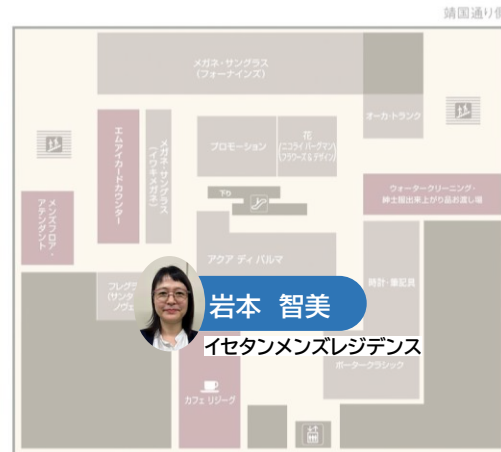 靖国通り側
メガネ・サングラス
(フォーナインズ)
オーカ・トランク
エムアイカードカウンター
メガネ・サングラス
(イワキメガネ)
プロモーション
花
(ニコライ バーグマン
フラワーズ & デザイン)
メンズフロア・
アテンダント
下り
ウォータークリーニング・
紳士服出来上がり品お渡し場
アクア ディ パルマ
時計・筆記具
フレグ
(サンタ
ノヴェ
岩本 智美
イセタンメンズレジデンス
ポータークラシック
カフェ リジーグ